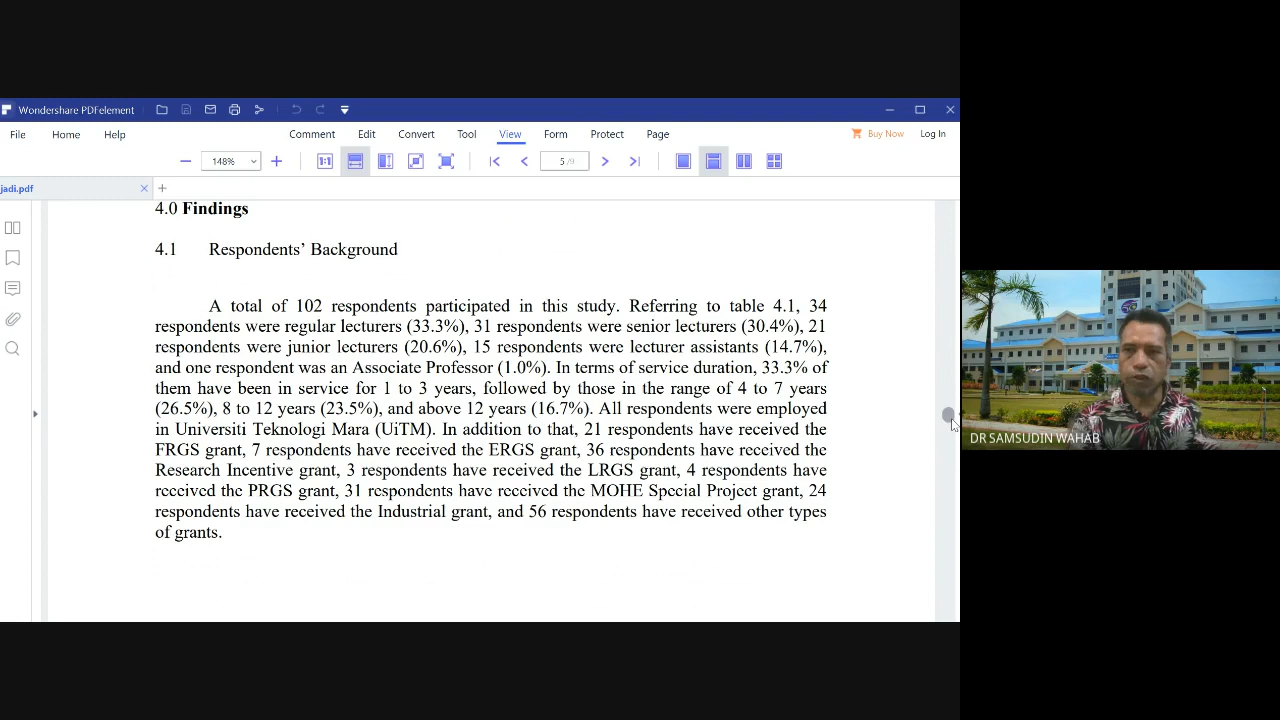 Wondershare PDFelement
File Home Help Comment Edit Convert Tool View Form Protect Page Buy Now Log In
148% 1:1 5 /9
jadi.pdf
4.0 Findings
4.1 Respondents' Background
A total of 102 respondents participated in this study. Referring to table 4.1, 34
respondents were regular lecturers (33.3%), 31 respondents were senior lecturers (30.4%), 21
respondents were junior lecturers (20.6%), 15 respondents were lecturer assistants (14.7%),
and one respondent was an Associate Professor (1.0%). In terms of service duration, 33.3% of
them have been in service for 1 to 3 years, followed by those in the range of 4 to 7 years
(26.5%), 8 to 12 years (23.5%), and above 12 years (16.7%). All respondents were employed
in Universiti Teknologi Mara (UiTM). In addition to that, 21 respondents have received the
FRGS grant, 7 respondents have received the ERGS grant, 36 respondents have received the
Research Incentive grant, 3 respondents have received the LRGS grant, 4 respondents have
received the PRGS grant, 31 respondents have received the MOHE Special Project grant, 24
respondents have received the Industrial grant, and 56 respondents have received other types
of grants.
DR SAMSUDIN WAHAB